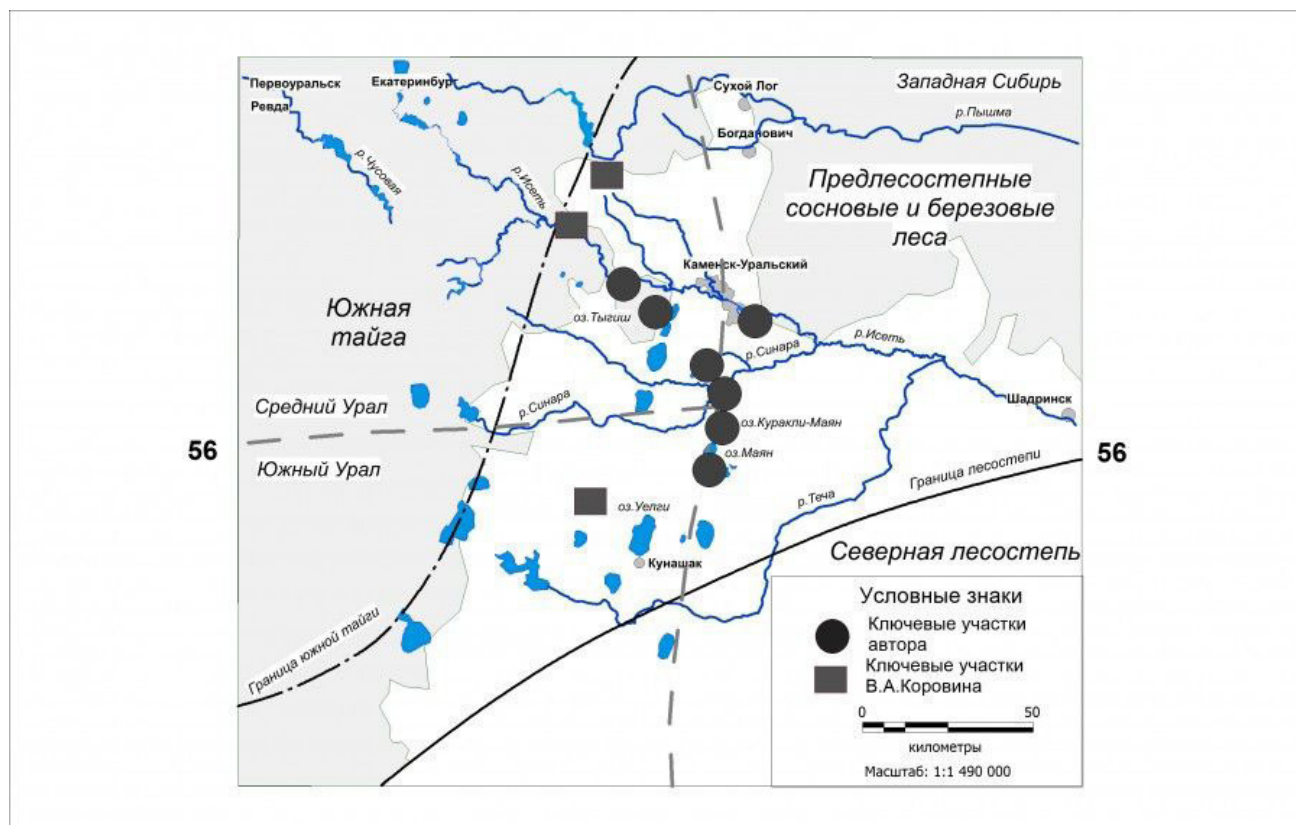 Первоуральск
Екатеринбург
Ревда
р.Чусовая
р.Исеть
Сухой Лог
Западная Сибирь
р.Пышма
Богданович
Предлесостепные
сосновые и березовые
леса
Каменск-Уральский
Южная
тайга
оз.Тыгиш
р.Синара
р.Исеть
Средний Урал
р.Синара
Шадринск
оз.Куракли-Маян
56
56
Южный Урал
оз.Маян
Граница лесостепи
р.Теча
оз.Уелги
Кунашак
Северная лесостепь
Граница южной тайги
Условные знаки
Ключевые участки
автора
Ключевые участки
В.А.Коровина
0 50
километры
Масштаб: 1:1 490 000